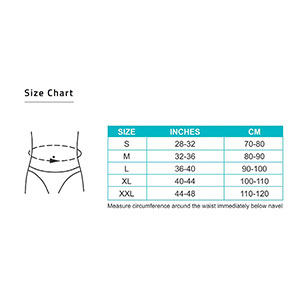 Size Chart
SIZE INCHES CM
S 28-32 70-80
M 32-36 80-90
L 36-40 90-100
XL 40-44 100-110
XXL 44-48 110-120
Measure circumference around the waist immediately below navel